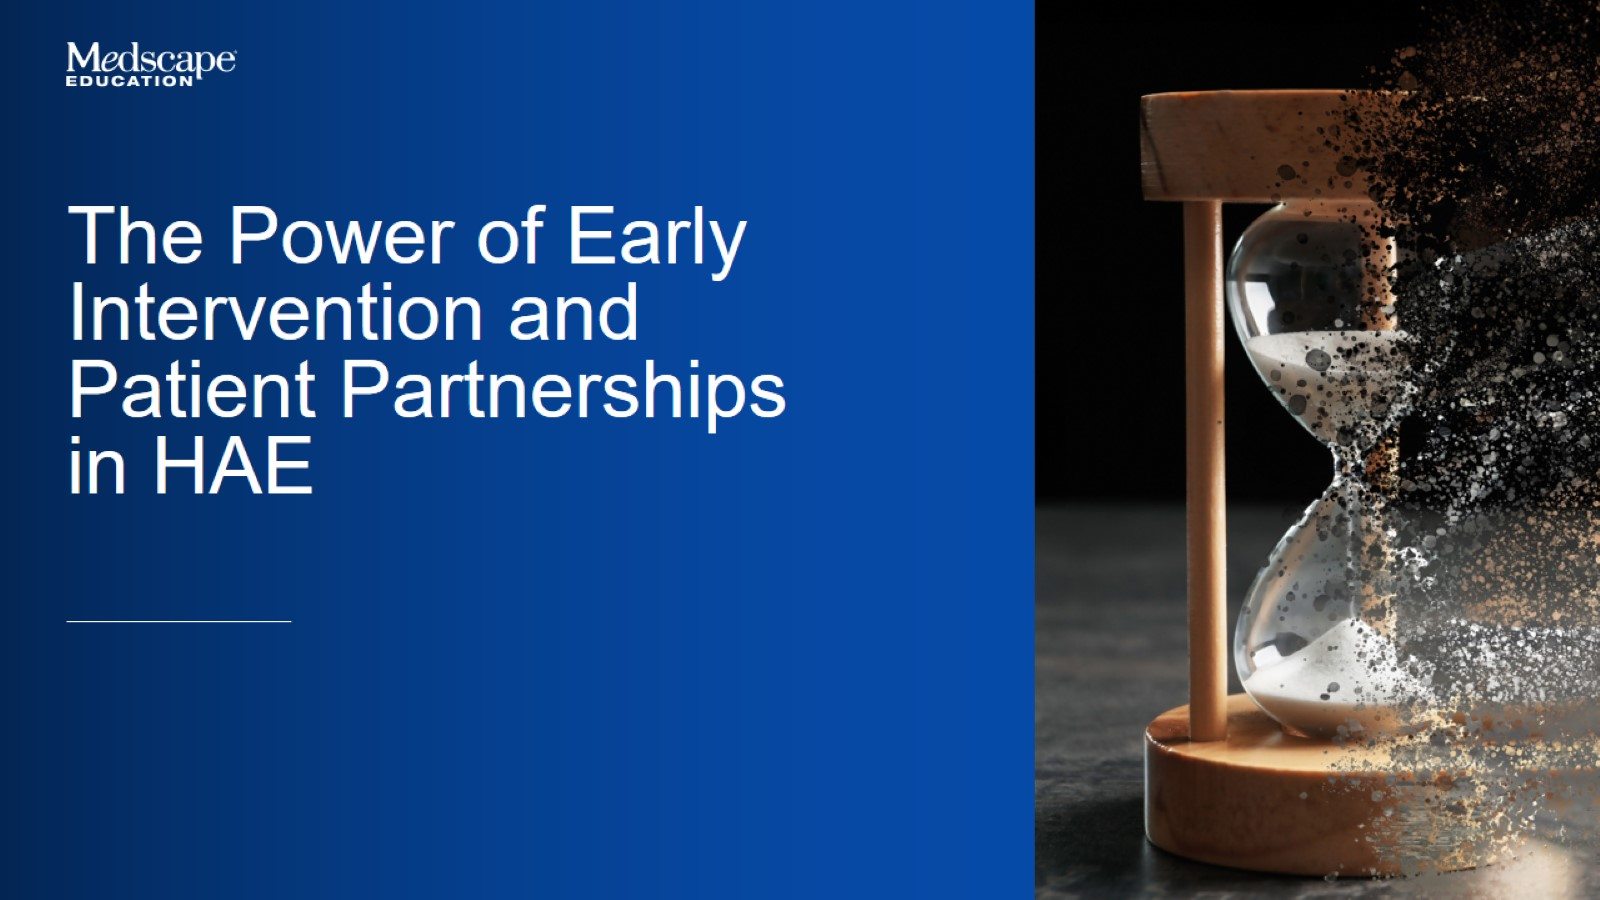 Medscape
EDUCATION
The Power of Early
Intervention and
Patient Partnerships
in HAE